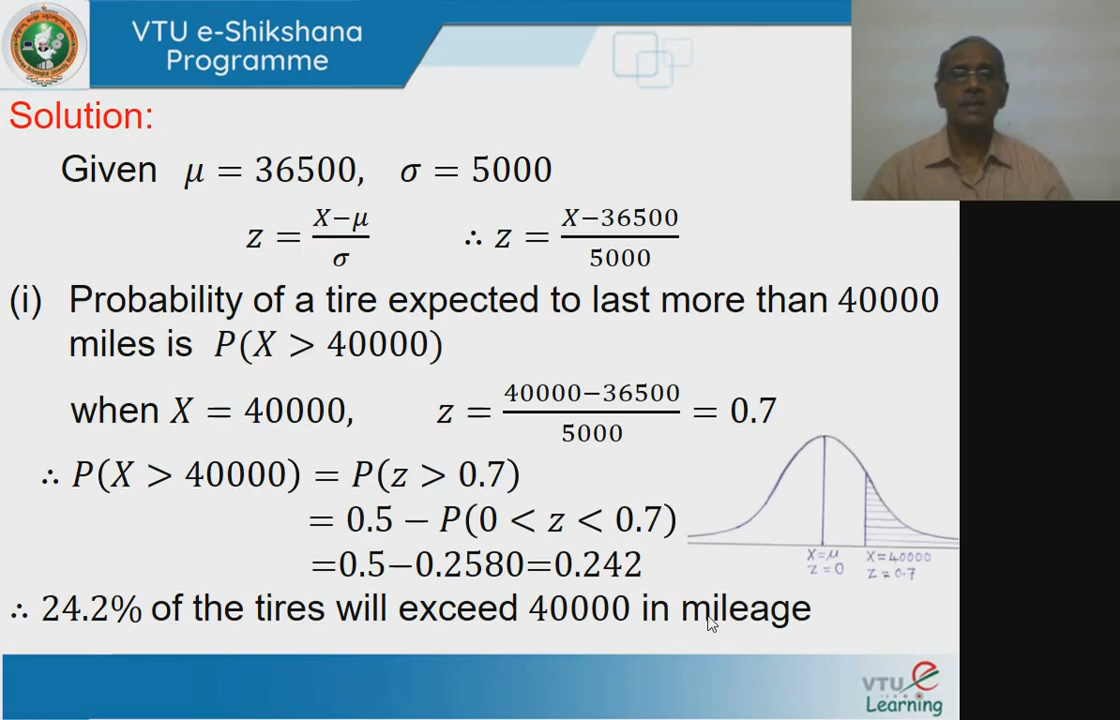 VTU e-Shikshana
Programme
Solution:
Given μ = 36500, σ = 5000
z = (X−μ)/σ ∴ z = (X−36500)/5000
(i) Probability of a tire expected to last more than 40000
miles is P(X > 40000)
when X = 40000, z = (40000−36500)/5000 = 0.7
∴ P(X > 40000) = P(z > 0.7)
= 0.5 − P(0 < z < 0.7)
=0.5−0.2580=0.242
X=μ X=40000
Z=0 Z=0.7
∴ 24.2% of the tires will exceed 40000 in mileage
VTU e
Learning